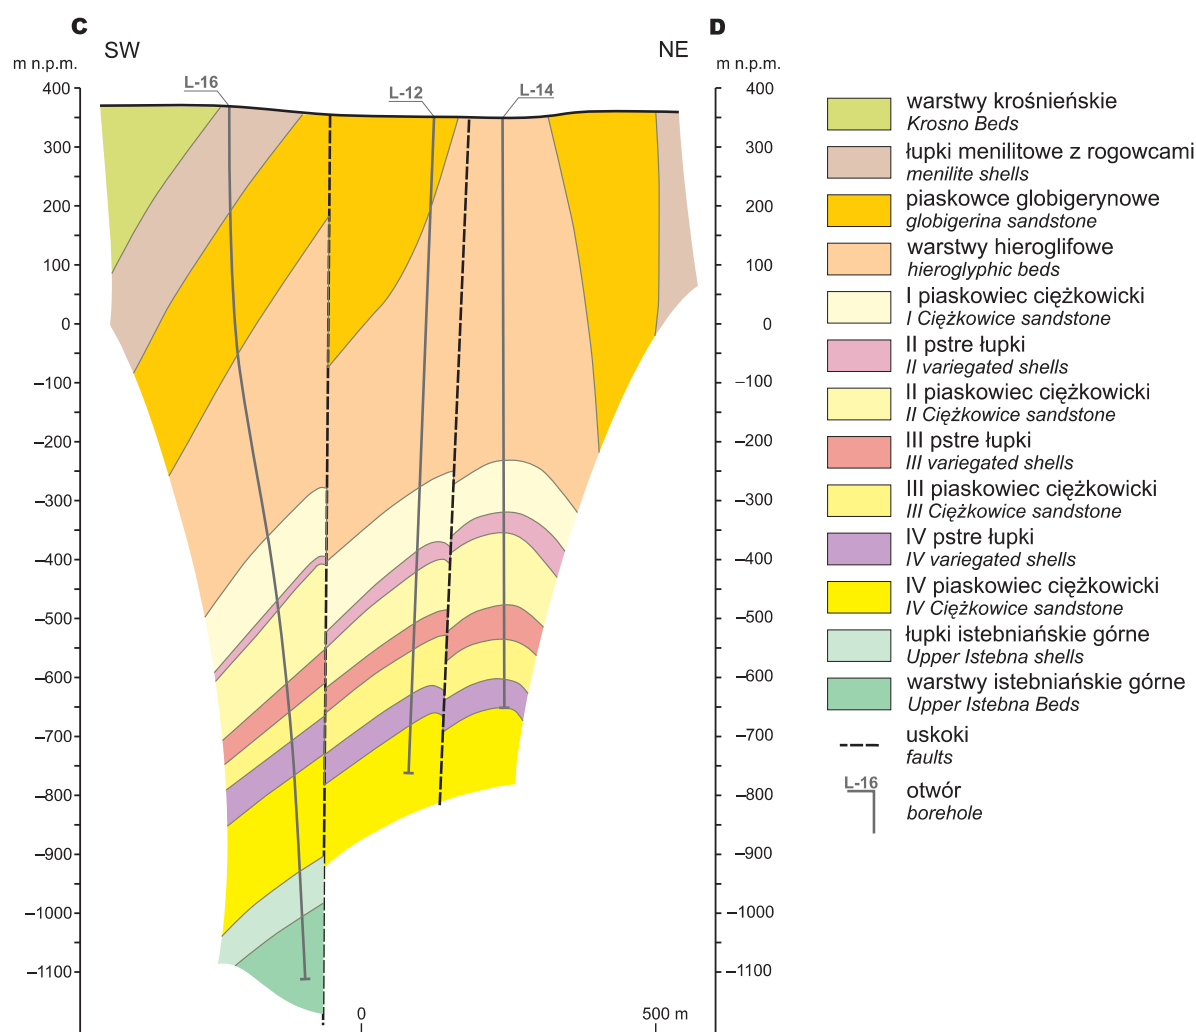 C
D
SW
NE
m n.p.m.
m n.p.m.
L-16
L-12
L-14
400
300
200
100
0
–100
–200
–300
–400
–500
–600
–700
–800
–900
–1000
–1100
400
300
200
100
0
–100
–200
–300
–400
–500
–600
–700
–800
–900
–1000
–1100
0
500 m
warstwy krośnieńskie
Krosno Beds
łupki menilitowe z rogowcami
menilite shells
piaskowce globigerynowe
globigerina sandstone
warstwy hieroglifowe
hieroglyphic beds
I piaskowiec ciężkowicki
I Ciężkowice sandstone
II pstre łupki
II variegated shells
II piaskowiec ciężkowicki
II Ciężkowice sandstone
III pstre łupki
III variegated shells
III piaskowiec ciężkowicki
III Ciężkowice sandstone
IV pstre łupki
IV variegated shells
IV piaskowiec ciężkowicki
IV Ciężkowice sandstone
łupki istebniańskie górne
Upper Istebna shells
warstwy istebniańskie górne
Upper Istebna Beds
uskoki
faults
L-16
otwór
borehole